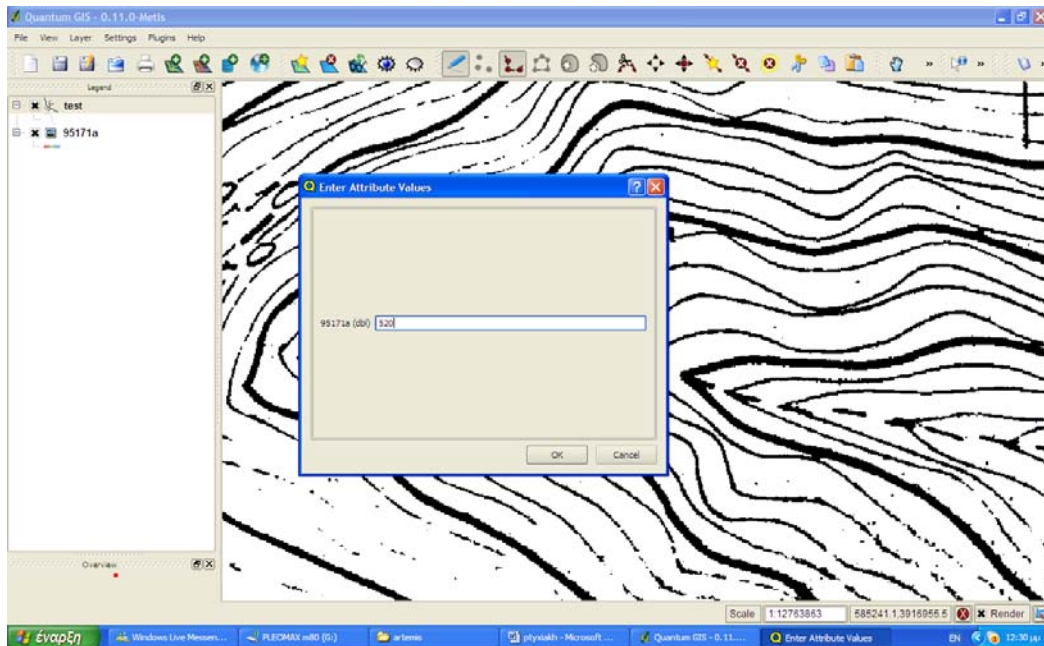 Quantum GIS - 0.11.0-Metis
File View Layer Settings Plugins Help
Legend
test
95171a
Enter Attribute Values
95171a (dbl) 520
OK Cancel
Overview
Scale 1:12763863 585241.1,3916955.5 Render
έναρξη Windows Live Messen... PLEOMAX m80 (G:) artemis ptyxiakh - Microsoft ... Quantum GIS - 0.11.... Enter Attribute Values EN 12:30 μμ